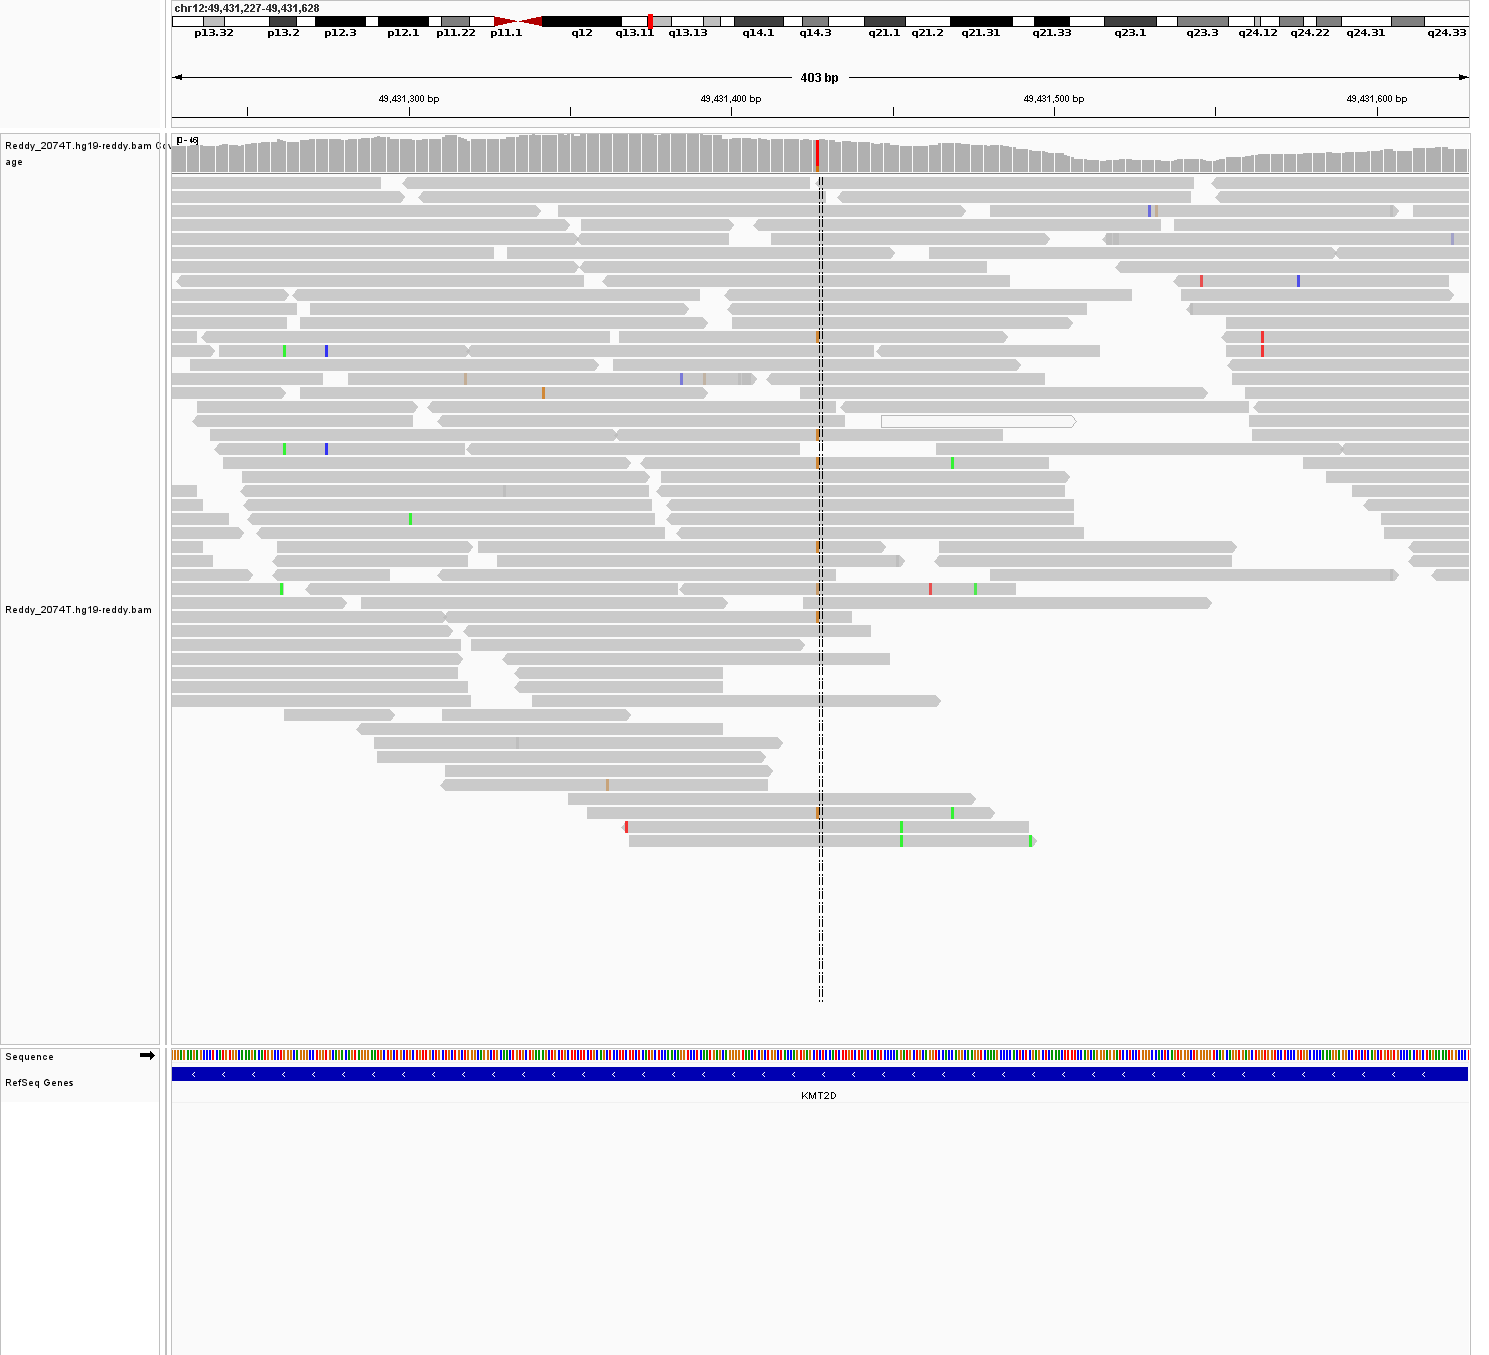 chr12:49,431,227-49,431,628
p13.32 p13.2 p12.3 p12.1 p11.22 p11.1 q12 q13.11 q13.13 q14.1 q14.3 q21.1 q21.2 q21.31 q21.33 q23.1 q23.3 q24.12 q24.22 q24.31 q24.33
403 bp
49,431,300 bp 49,431,400 bp 49,431,500 bp 49,431,600 bp
Reddy_2074T.hg19-reddy.bam
age
Reddy_2074T.hg19-reddy.bam
Sequence
RefSeq Genes
KMT2D